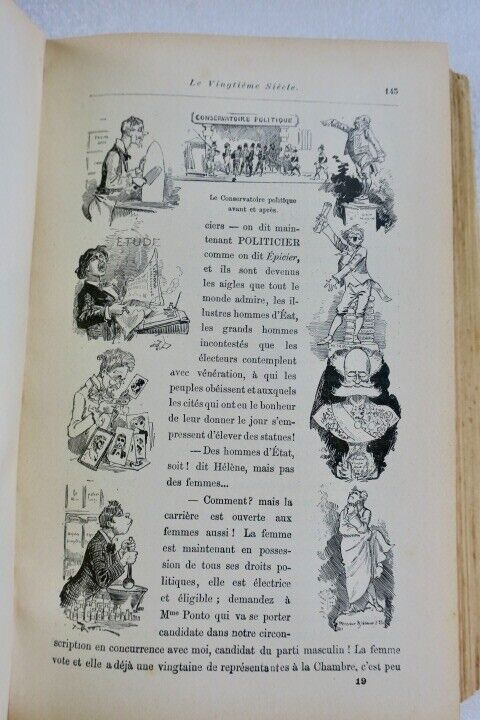 Le Vingtième Siècle.
145
CONSERVATOIRE POLITIQUE
Le Conservatoire politique
avant et après.
ETUDE
ciers — on dit main-
tenant POLITICIER
comme on dit Épicier,
et ils sont devenus
les aigles que tout le
monde admire, les il-
lustres hommes d'Éat,
les grands hommes
incontestés que les
électeurs contemplent
avec vénération, à qui les
peuples obéissent et auxquels
les cités qui ont eu le bonheur
de leur donner le jour s'em-
pressent d'élever des statues!
— Des hommes d'État,
soit! dit Hélène, mais pas
des femmes...
— Comment? mais la
carrière est ouverte aux
femmes aussi! La femme
est maintenant en posses-
sion de tous ses droits po-
litiques, elle est électrice
et éligible; demandez à
Mme Ponto qui va se porter
candidate dans notre circon-
scription en concurrence avec moi, candidat du parti masculin! La femme
vote et elle a déjà une vingtaine de représentantes à la Chambre, c'est peu
19